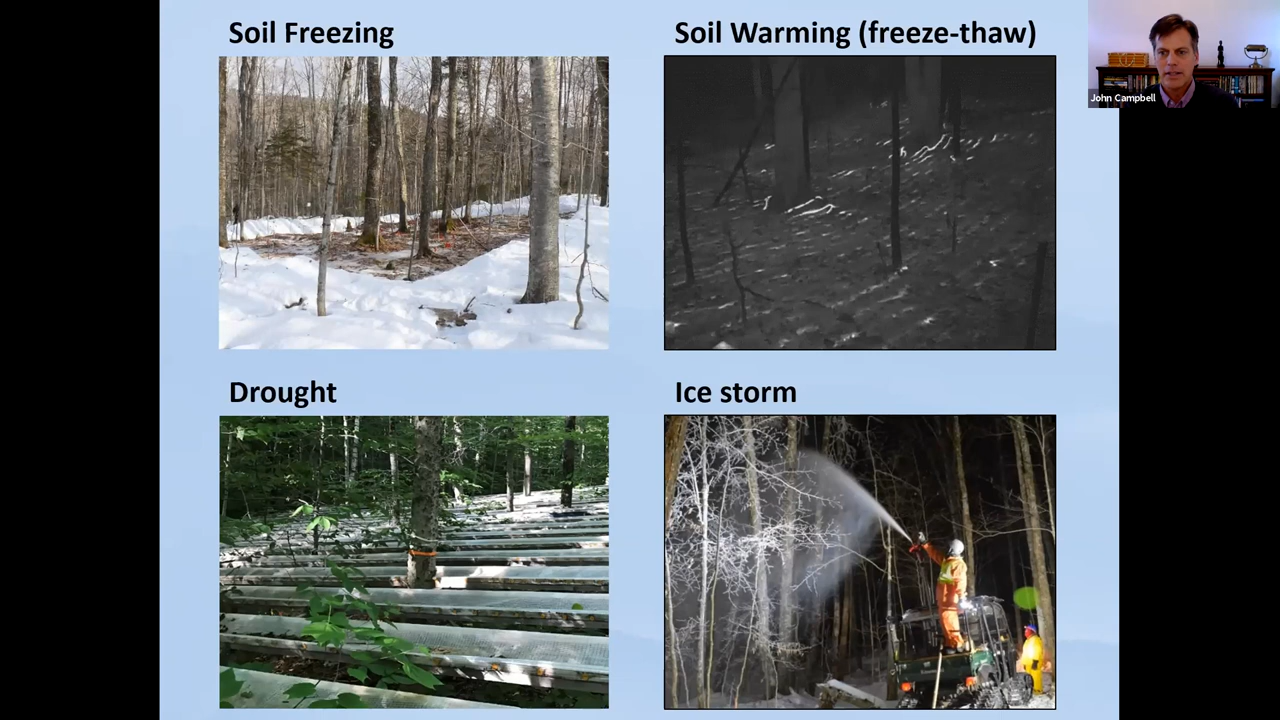 Soil Freezing
Soil Warming (freeze-thaw)
John Campbell
Drought
Ice storm